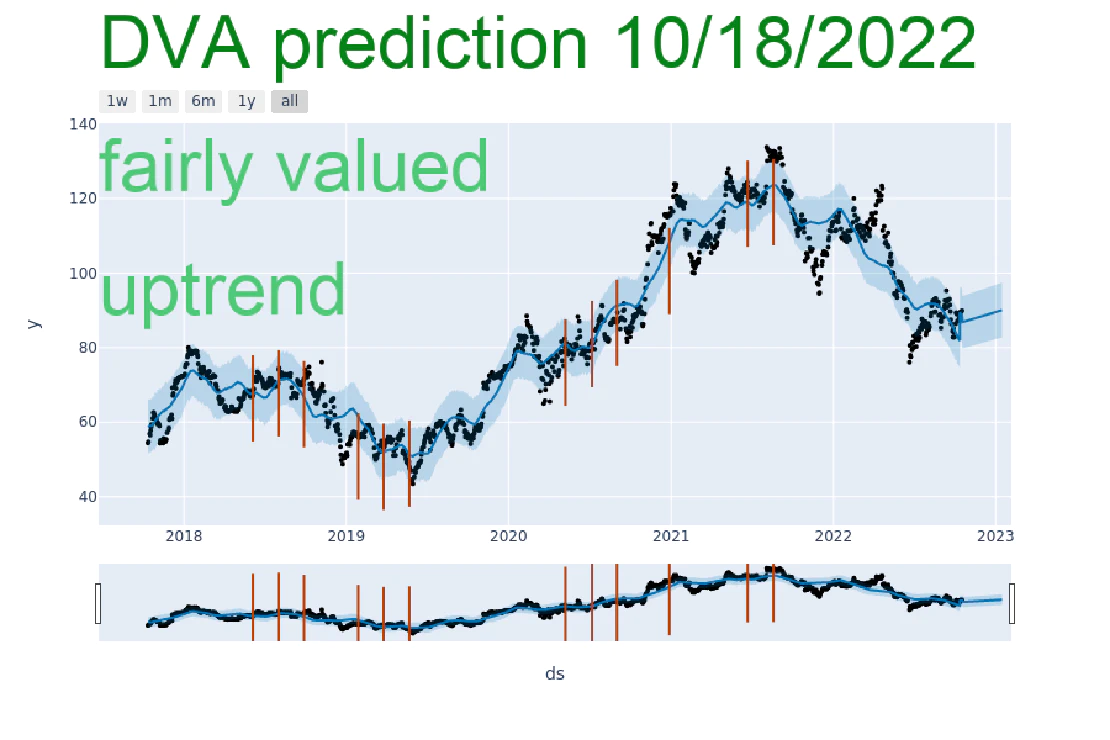 DVA prediction 10/18/2022
1w 1m 6m 1y all
140
fairly valued
120
uptrend
100
y
80
60
40
2018 2019 2020 2021 2022 2023
ds